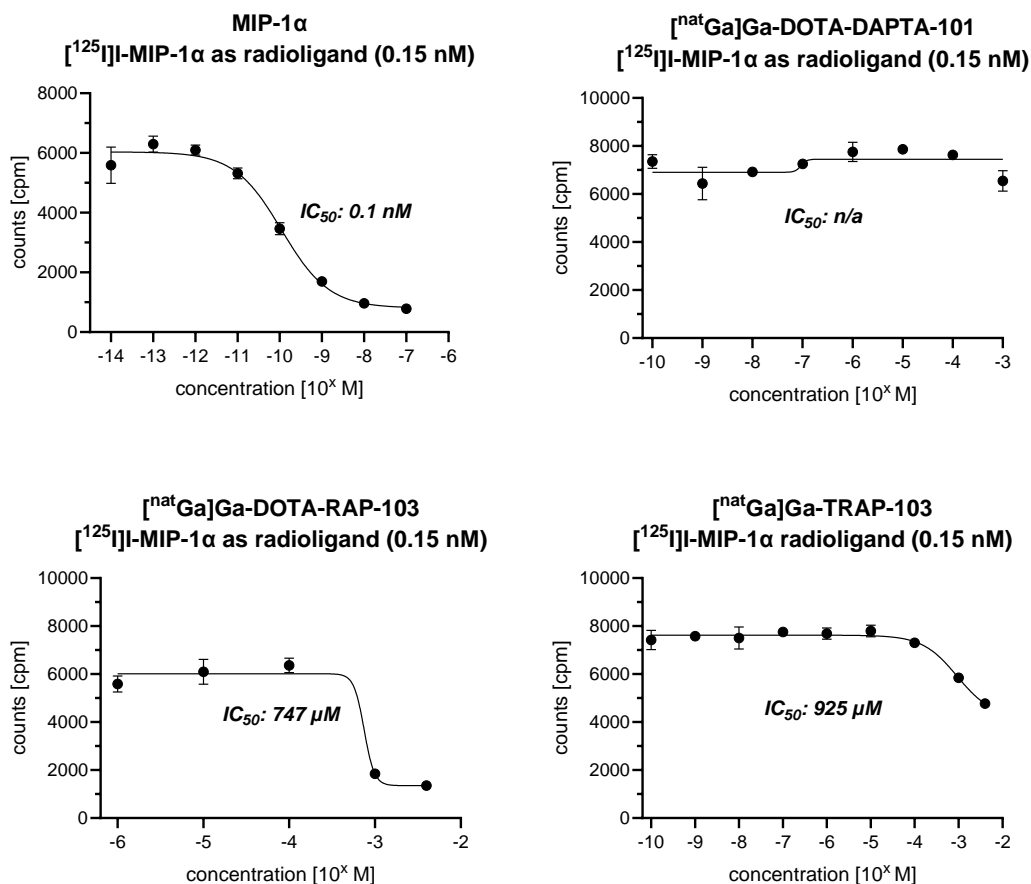 MIP-1α
[¹²⁵I]I-MIP-1α as radioligand (0.15 nM)
8000
6000
4000
2000
0
counts [cpm]
IC₅₀: 0.1 nM
-14 -13 -12 -11 -10 -9 -8 -7 -6
concentration [10ˣ M]
[ⁿᵃᵗGa]Ga-DOTA-DAPTA-101
[¹²⁵I]I-MIP-1α as radioligand (0.15 nM)
10000
8000
6000
4000
2000
0
counts [cpm]
IC₅₀: n/a
-10 -9 -8 -7 -6 -5 -4 -3
concentration [10ˣ M]
[ⁿᵃᵗGa]Ga-DOTA-RAP-103
[¹²⁵I]I-MIP-1α as radioligand (0.15 nM)
10000
8000
6000
4000
2000
0
counts [cpm]
IC₅₀: 747 µM
-6 -5 -4 -3 -2
concentration [10ˣ M]
[ⁿᵃᵗGa]Ga-TRAP-103
[¹²⁵I]I-MIP-1α radioligand (0.15 nM)
10000
8000
6000
4000
2000
0
counts [cpm]
IC₅₀: 925 µM
-10 -9 -8 -7 -6 -5 -4 -3 -2
concentration [10ˣ M]